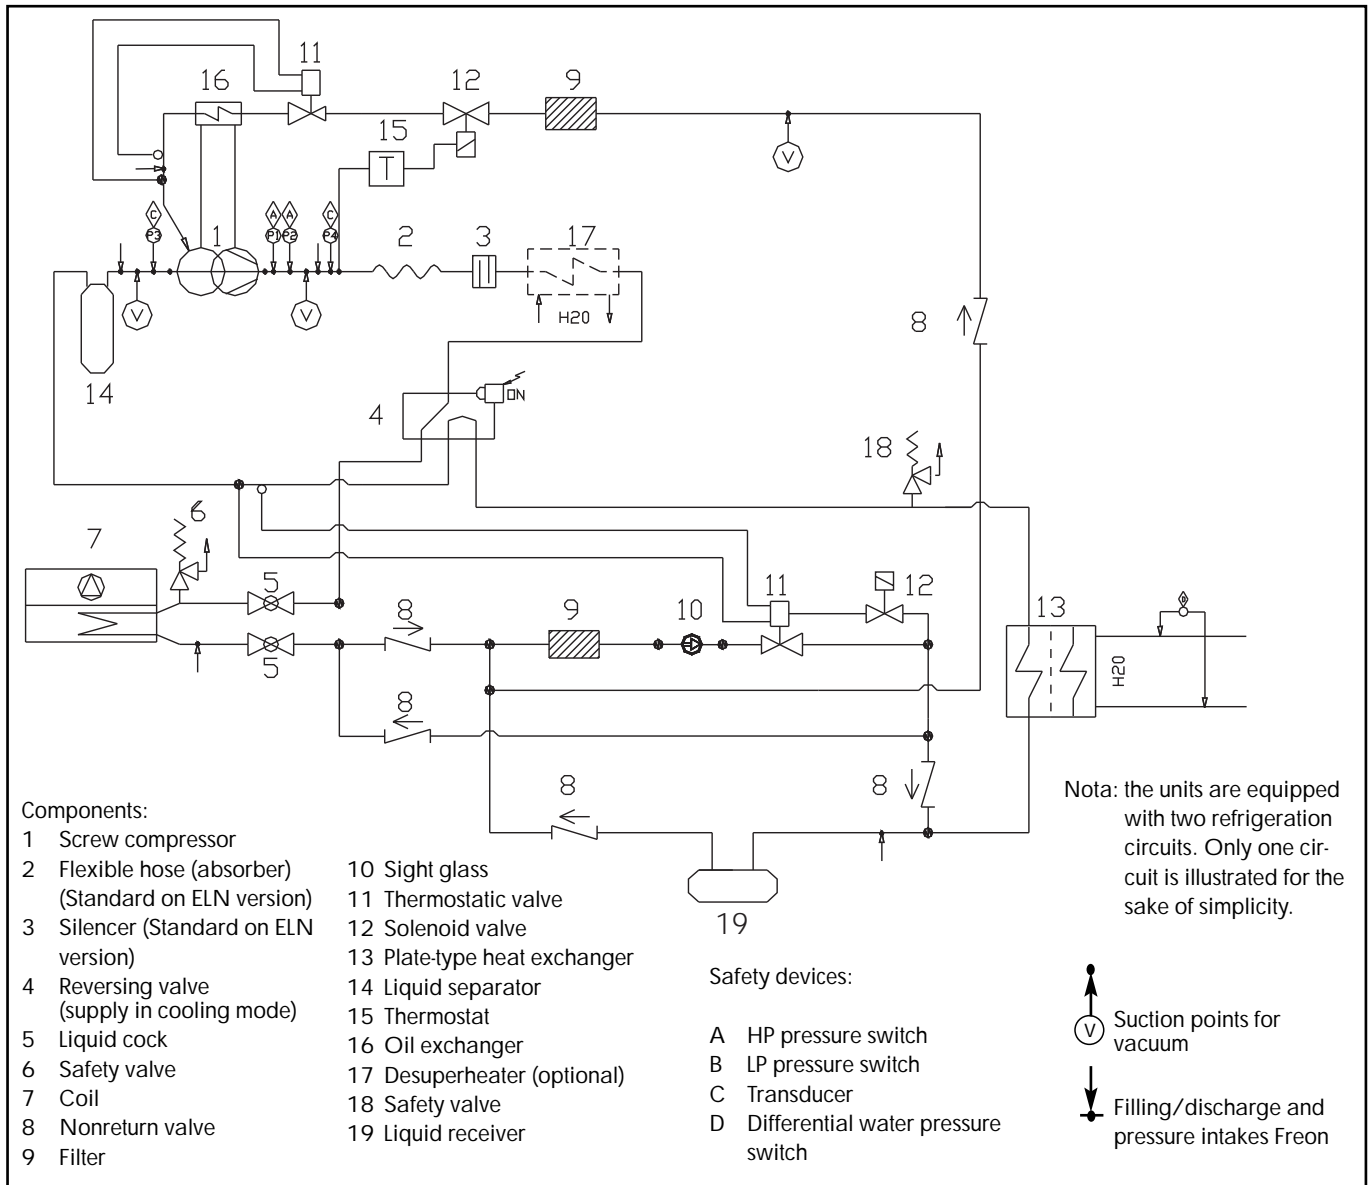 11
16
12
9
15
C
A
A
C
P3
1
P1
P2
P4
2
3
17
V
V
V
H20
8
14
4
ON
18
6
7
5
11
12
8
9
10
13
D
5
H20
8
8
8
19
Components:
1 Screw compressor
2 Flexible hose (absorber)
(Standard on ELN version)
3 Silencer (Standard on ELN
version)
4 Reversing valve
(supply in cooling mode)
5 Liquid cock
6 Safety valve
7 Coil
8 Nonreturn valve
9 Filter
10 Sight glass
11 Thermostatic valve
12 Solenoid valve
13 Plate-type heat exchanger
14 Liquid separator
15 Thermostat
16 Oil exchanger
17 Desuperheater (optional)
18 Safety valve
19 Liquid receiver
Safety devices:
A HP pressure switch
B LP pressure switch
C Transducer
D Differential water pressure
switch
Nota: the units are equipped
with two refrigeration
circuits. Only one cir-
cuit is illustrated for the
sake of simplicity.
V
Suction points for
vacuum
Filling/discharge and
pressure intakes Freon